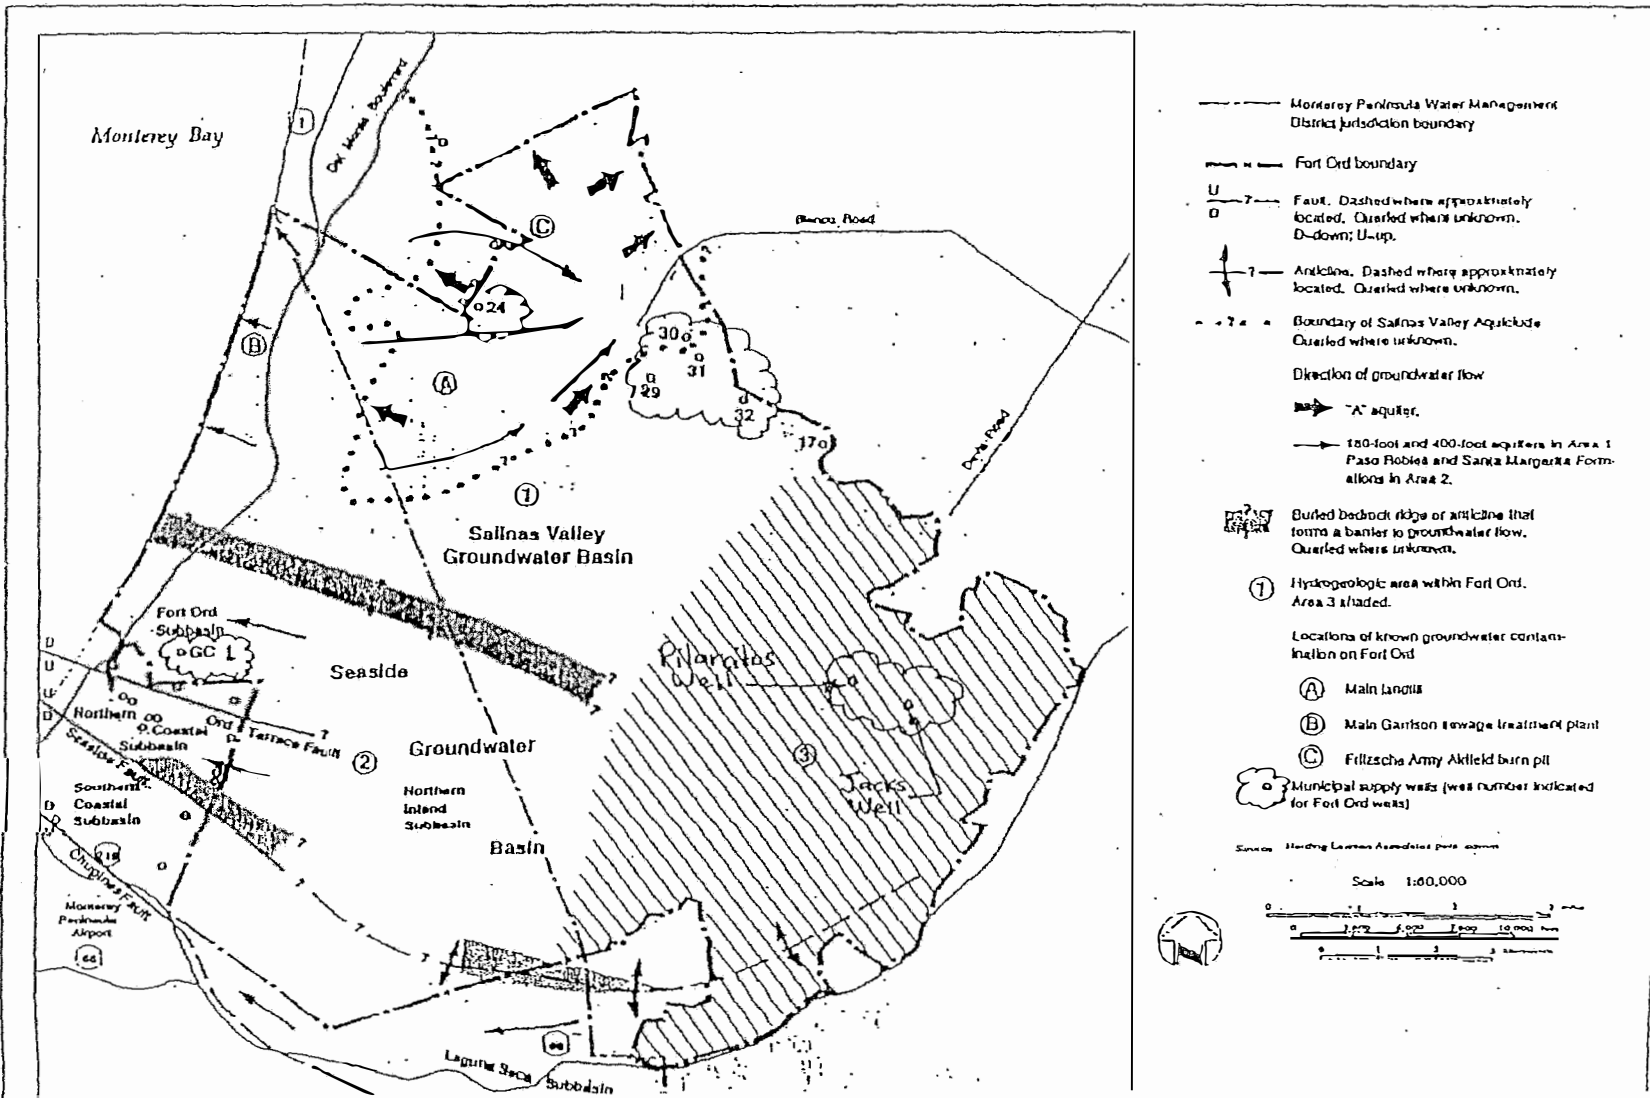 Monterey Bay
1
Del Monte Boulevard
C
24
B
A
30
31
29
32
17
Blanco Road
Davis Road
?
?
?
1
Salinas Valley
Groundwater Basin
?
?
?
Fort Ord
Subbasin
GC 1
Seaside
D
U
U
D
Northern
Coastal
Subbasin
Ord Terrace Fault
?
Seaside Fault
2
Groundwater
Southern
Coastal
Subbasin
Northern
Inland
Subbasin
Basin
?
?
?
?
D
218
Chupines Fault
Monterey
Peninsula
Airport
68
68
Laguna Seca Subbasin
Pilarcitos
Well
3
Jacks
Well
Monterey Peninsula Water Management
District jurisdiction boundary
Fort Ord boundary
U
?
D
Fault. Dashed where approximately
located. Queried where unknown.
D-down; U-up.
?
Anticline. Dashed where approximately
located. Queried where unknown.
?
Boundary of Salinas Valley Aquiclude
Queried where unknown.
Direction of groundwater flow
"A" aquifer.
180-foot and 400-foot aquifers in Area 1
Paso Robles and Santa Margarita Form-
ations in Area 2.
?
Buried bedrock ridge or anticline that
forms a barrier to groundwater flow.
Queried where unknown.
1
Hydrogeologic area within Fort Ord.
Area 3 shaded.
Locations of known groundwater contam-
ination on Fort Ord
A Main landfill
B Main Garrison sewage treatment plant
C Fritzsche Army Airfield burn pit
Municipal supply wells (well number indicated
for Fort Ord wells)
Harding Lawson Associates
Scale 1:60,000